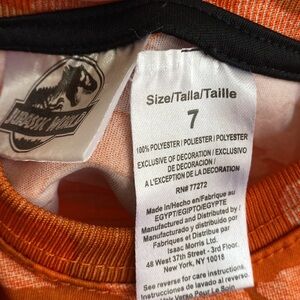 JURASSIC WORLD
Size/Talla/Taille
7
100% POLYESTER / POLIESTER / POLYESTER
EXCLUSIVE OF DECORATION / EXCLUSIVO
DE DECORACION /
A L'EXCEPTION DE LA DECORATION
RN# 77272
Made in/Hecho en/Fabrique au
EGYPT/EGIPTO/EGYPTE
Manufactured and Distributed by /
Manufacturado y distribuido por /
Fabriques et Distribue par
Isaac Morris Ltd.
48 West 37th Street - 3rd Floor,
New York, NY 10018
See reverse for care instructions.